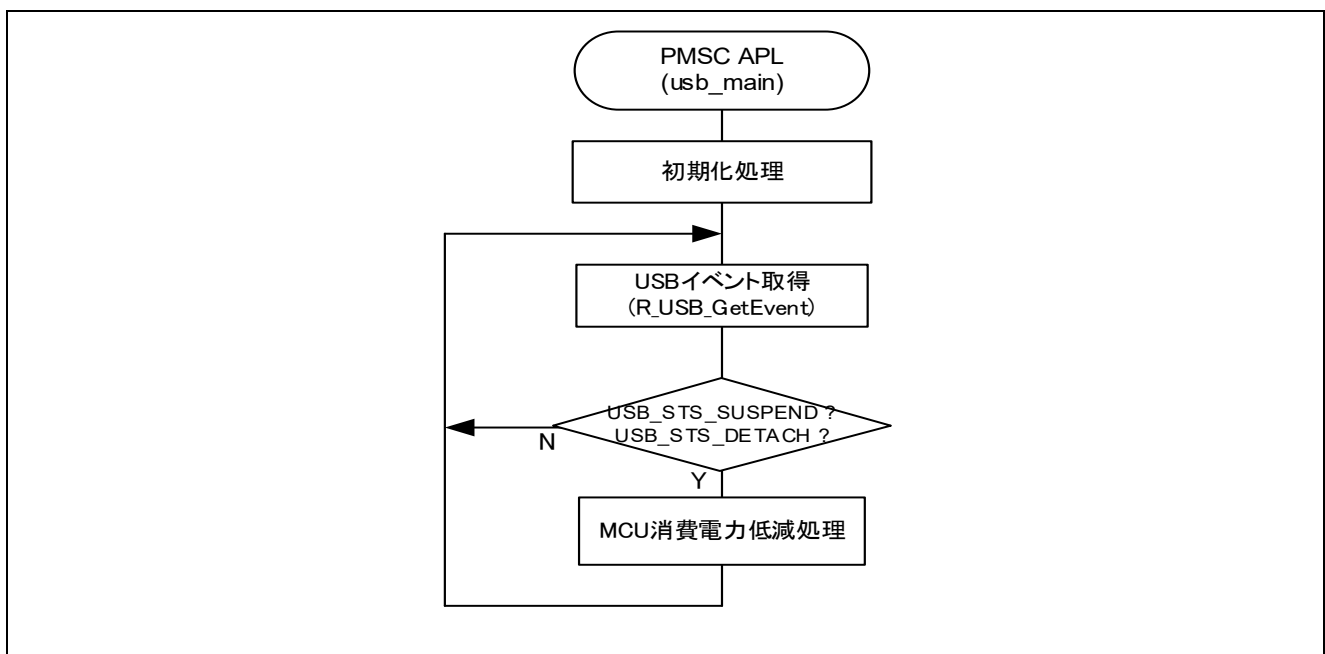 PMSC APL
(usb_main)
初期化処理
USBイベント取得
(R_USB_GetEvent)
USB_STS_SUSPEND ?
USB_STS_DETACH ?
N
Y
MCU消費電力低減処理